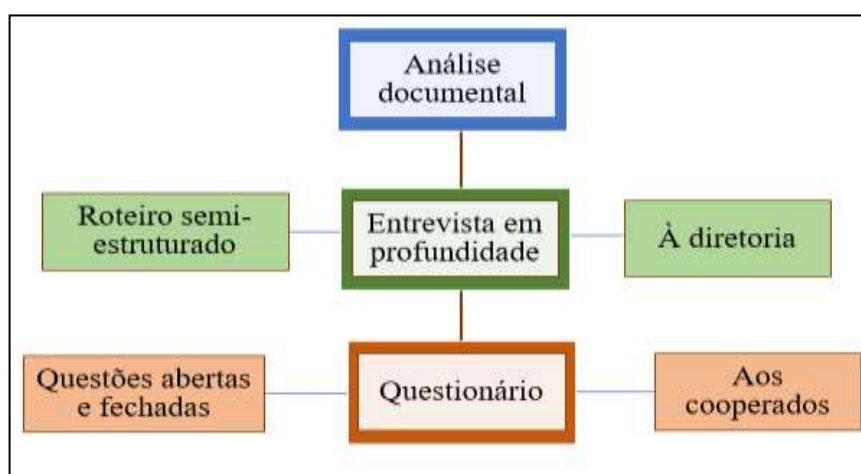 Análise
documental
Roteiro semi-
estruturado
Entrevista em
profundidade
À diretoria
Questões abertas
e fechadas
Questionário
Aos
cooperados